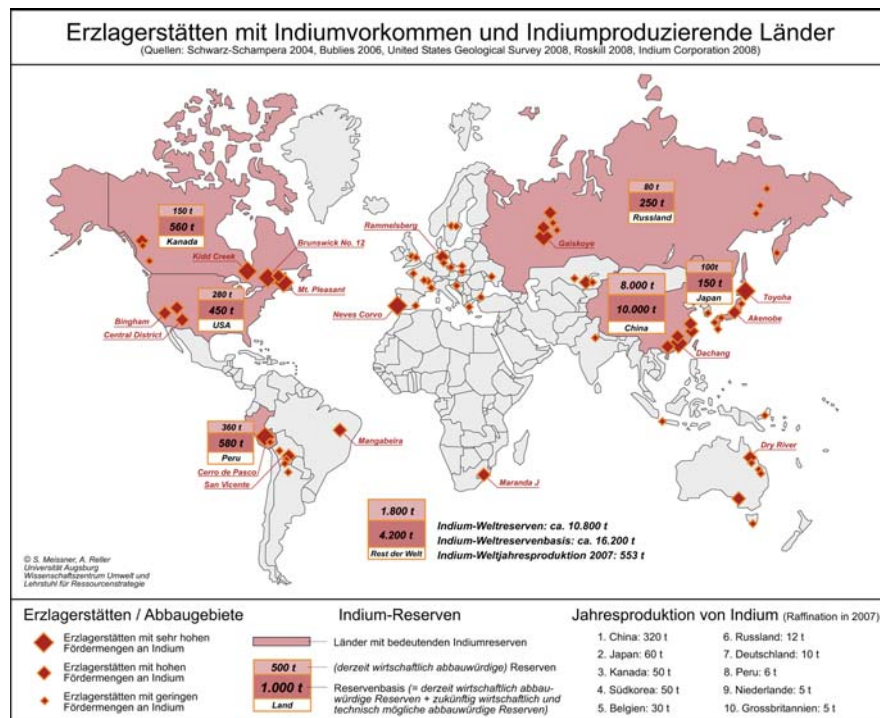 Erzlagerstätten mit Indiumvorkommen und Indiumproduzierende Länder
(Quellen: Schwarz-Schampera 2004, Bublies 2006, United States Geological Survey 2008, Roskill 2008, Indium Corporation 2008)
150 t
560 t
Kanada
80 t
250 t
Russland
Rammelsberg
Gaiskoye
Kidd Creek
Brunswick No. 12
Mt. Pleasant
280 t
450 t
USA
Bingham
Central District
Neves Corvo
8.000 t
10.000 t
China
100t
150 t
Japan
Toyoha
Akenobe
Dachang
360 t
580 t
Peru
Cerro de Pasco
San Vicente
Mangabeira
Maranda J
Dry River
1.800 t
4.200 t
Rest der Welt
Indium-Weltreserven: ca. 10.800 t
Indium-Weltreservenbasis: ca. 16.200 t
Indium-Weltjahresproduktion 2007: 553 t
© S. Meissner, A. Reller
Universität Augsburg
Wissenschaftszentrum Umwelt und
Lehrstuhl für Ressourcenstrategie
Erzlagerstätten / Abbaugebiete
Erzlagerstätten mit sehr hohen
Fördermengen an Indium
Erzlagerstätten mit hohen
Fördermengen an Indium
Erzlagerstätten mit geringen
Fördermengen an Indium
Indium-Reserven
Länder mit bedeutenden Indiumreserven
500 t
(derzeit wirtschaftlich abbauwürdige) Reserven
1.000 t
Land
Reservenbasis (= derzeit wirtschaftlich abbau-
würdige Reserven + zukünftig wirtschaftlich und
technisch mögliche abbauwürdige Reserven)
Jahresproduktion von Indium (Raffination in 2007)
1. China: 320 t
2. Japan: 60 t
3. Kanada: 50 t
4. Südkorea: 50 t
5. Belgien: 30 t
6. Russland: 12 t
7. Deutschland: 10 t
8. Peru: 6 t
9. Niederlande: 5 t
10. Grossbritannien: 5 t